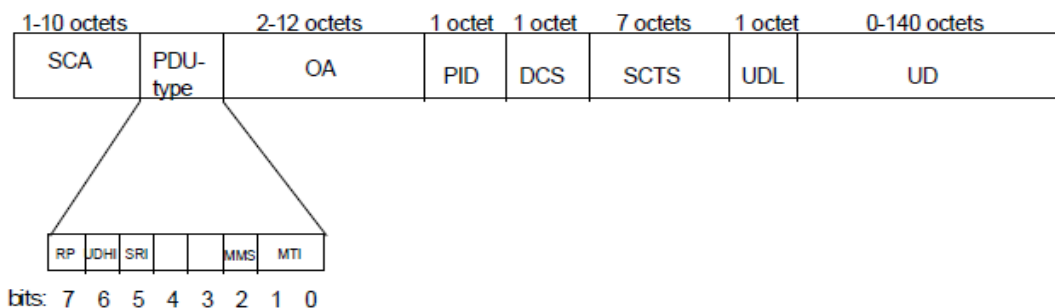 1-10 octets 2-12 octets 1 octet 1 octet 7 octets 1 octet 0-140 octets
SCA PDU-type OA PID DCS SCTS UDL UD
RP UDHI SRI MMS MTI
bits: 7 6 5 4 3 2 1 0